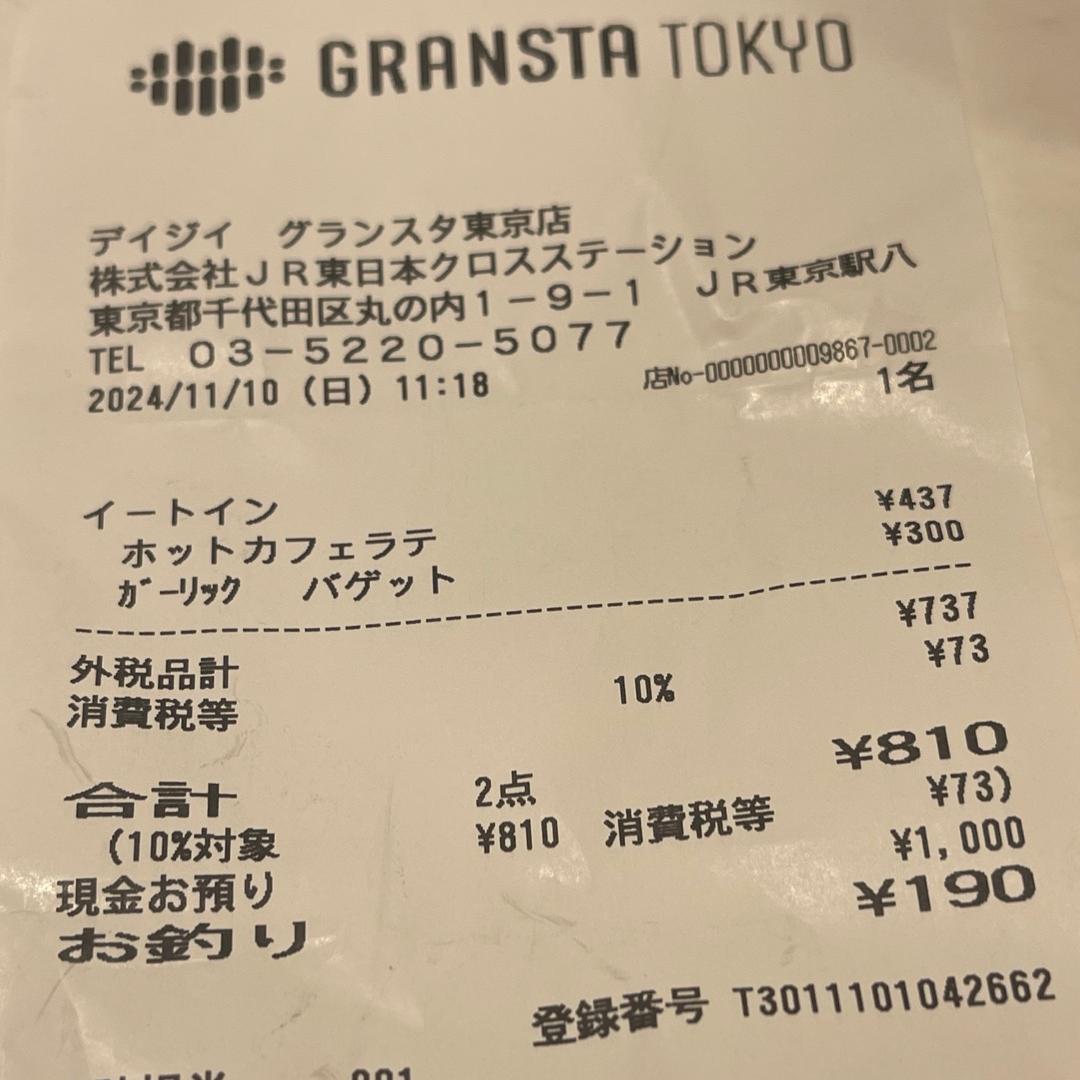 GRANSTA TOKYO
デイジイ　グランスタ東京店
株式会社ＪＲ東日本クロスステーション
東京都千代田区丸の内１－９－１　ＪＲ東京駅八
TEL　０３－５２２０－５０７７
店No-0000000009867-0002
2024/11/10（日）11:18 1名
イートイン
ホットカフェラテ ¥437
ｶﾞｰﾘｯｸ　バゲット ¥300
外税品計 ¥737
消費税等 10% ¥73
合計 2点 ¥810
(10%対象 ¥810 消費税等 ¥73)
現金お預り ¥1,000
お釣り ¥190
登録番号 T3011101042662